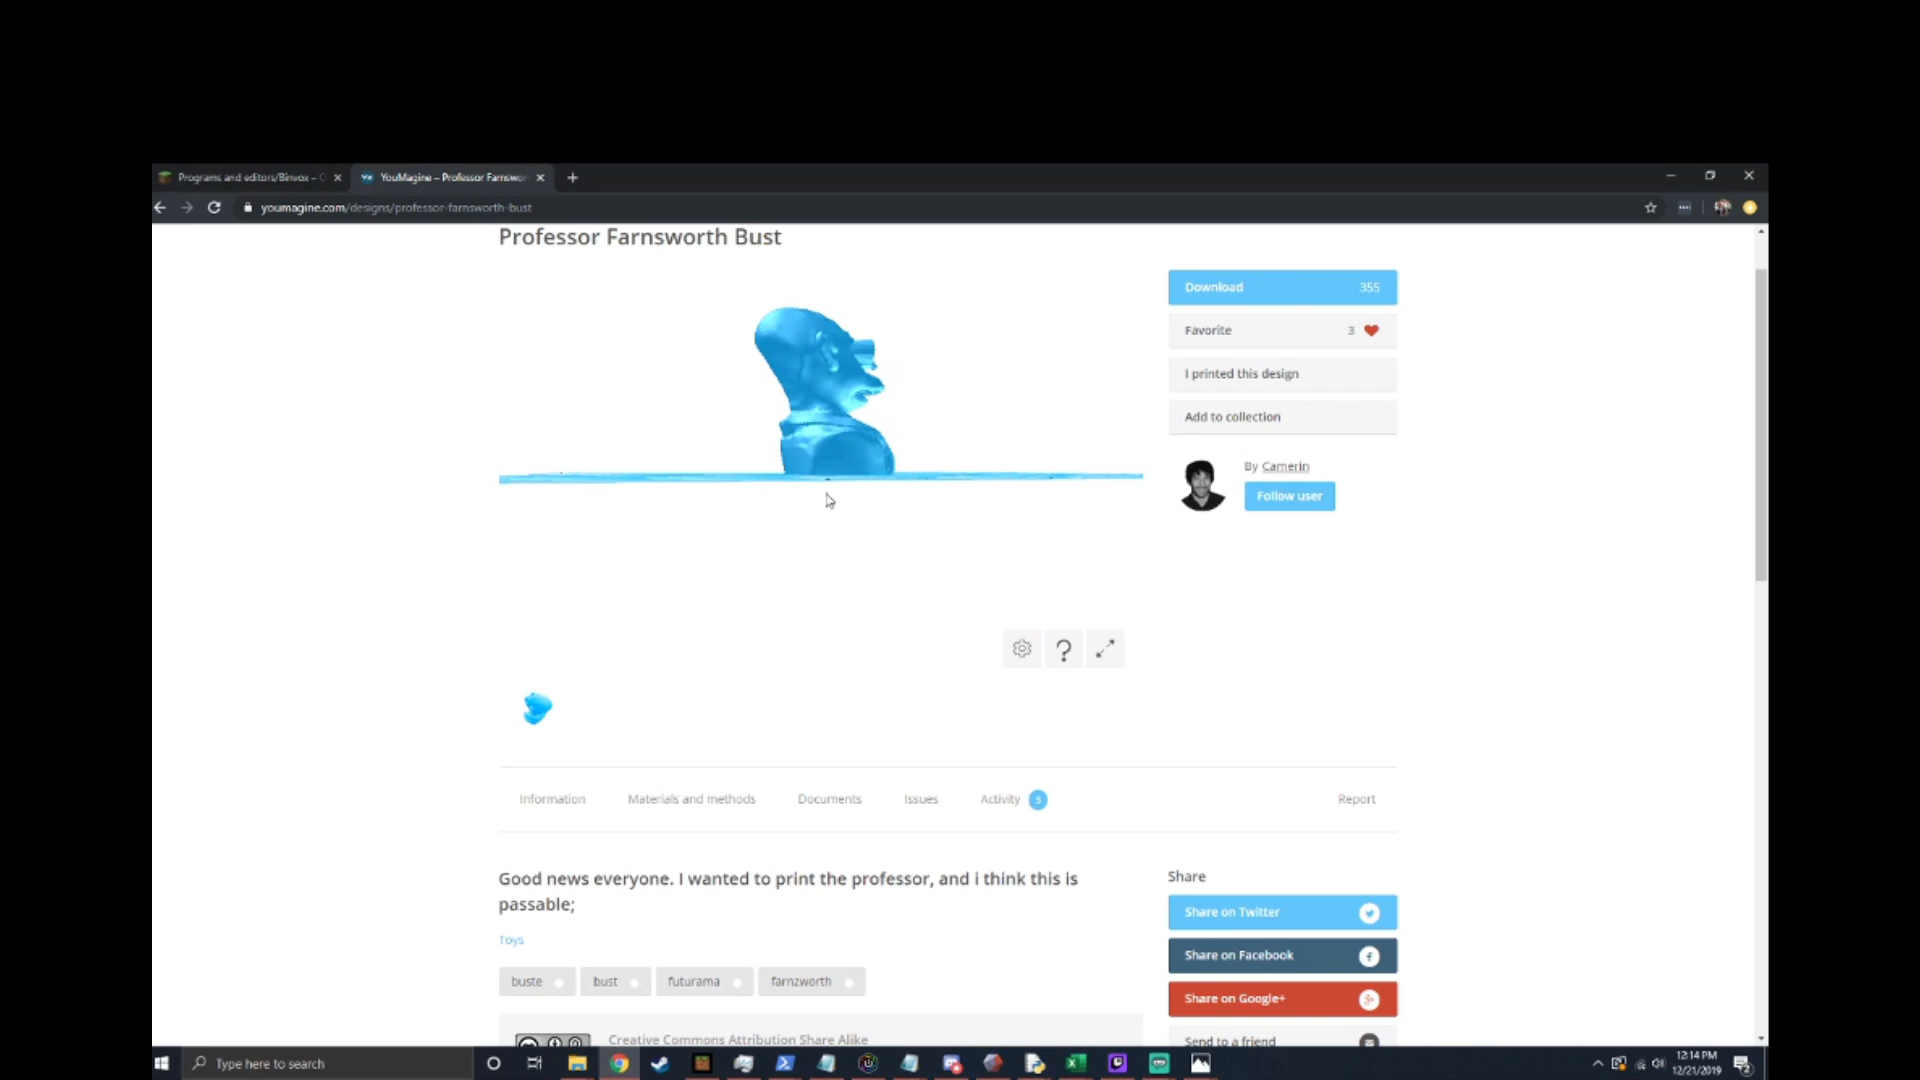 Programs and editors/Binvox – O
YouMagine – Professor Farnswor
youmagine.com/designs/professor-farnsworth-bust
Professor Farnsworth Bust
Download 355
Favorite 3
I printed this design
Add to collection
By Camerin
Follow user
?
Information Materials and methods Documents Issues Activity 3 Report
Good news everyone. I wanted to print the professor, and i think this is
passable;
Toys
buste bust futurama farnzworth
Creative Commons Attribution Share Alike
Share
Share on Twitter
Share on Facebook
Share on Google+
Send to a friend
Type here to search
12:14 PM
12/21/2019